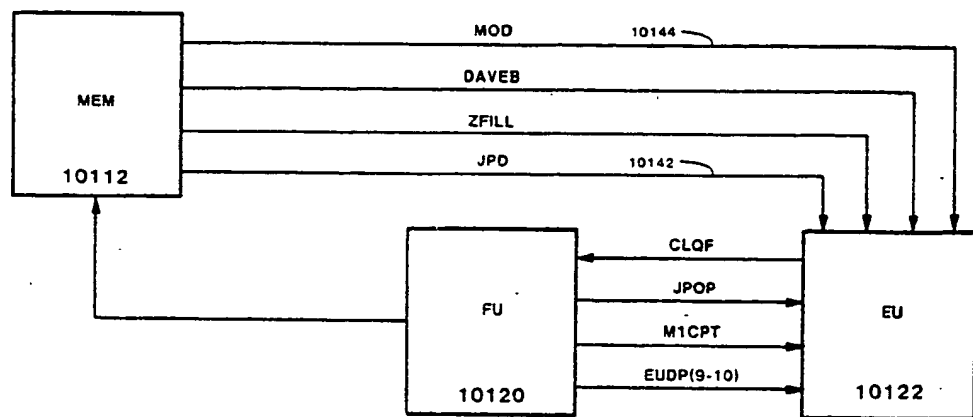 MOD
10144
DAVEB
MEM
ZFILL
JPD
10142
10112
CLQF
JPOP
FU
EU
M1CPT
EUDP(9-10)
10120
10122